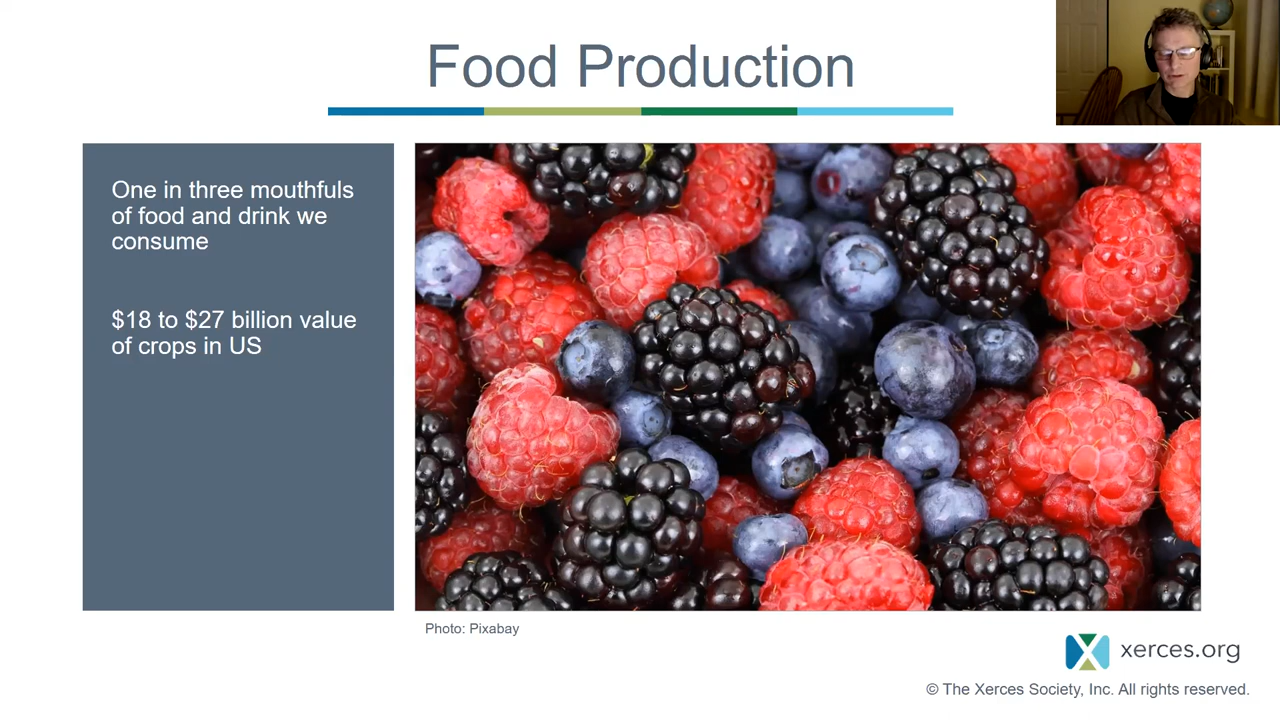 Food Production
One in three mouthfuls
of food and drink we
consume
$18 to $27 billion value
of crops in US
Photo: Pixabay
xerces.org
© The Xerces Society, Inc. All rights reserved.